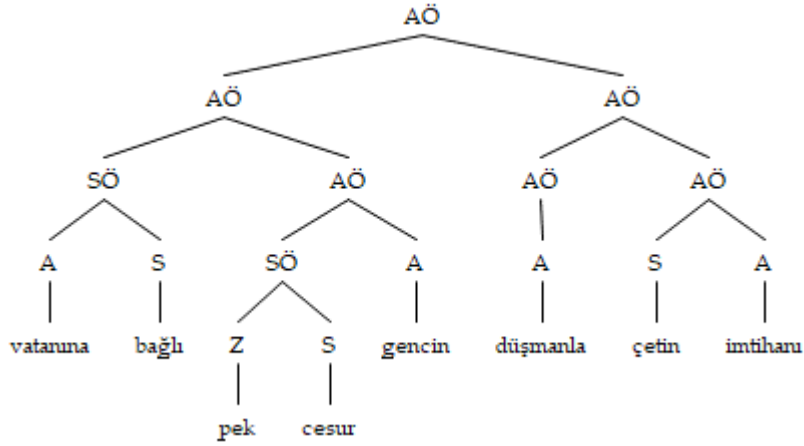 AÖ
AÖ AÖ
SÖ AÖ AÖ AÖ
A S SÖ A A S A
vatanına bağlı Z S gencin düşmanla çetin imtihanı
pek cesur